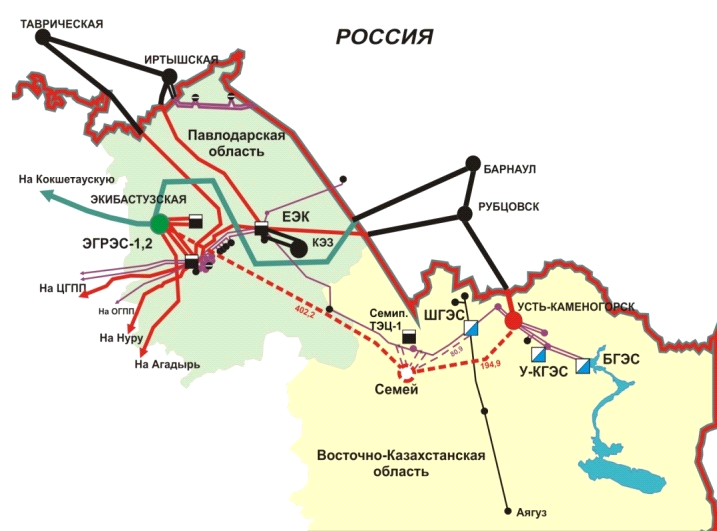 ТАВРИЧЕСКАЯ
РОССИЯ
ИРТЫШСКАЯ
Павлодарская
область
БАРНАУЛ
На Кокшетаускую
ЭКИБАСТУЗСКАЯ
РУБЦОВСК
ЕЭК
ЭГРЭС-1,2
КЭЗ
На ЦГПП
На ОГПП
402,2
Семип.
ТЭЦ-1
ШГЭС
УСТЬ-КАМЕНОГОРСК
На Нуру
80,9
БГЭС
На Агадырь
194,9
У-КГЭС
Семей
Восточно-Казахстанская
область
Аягуз